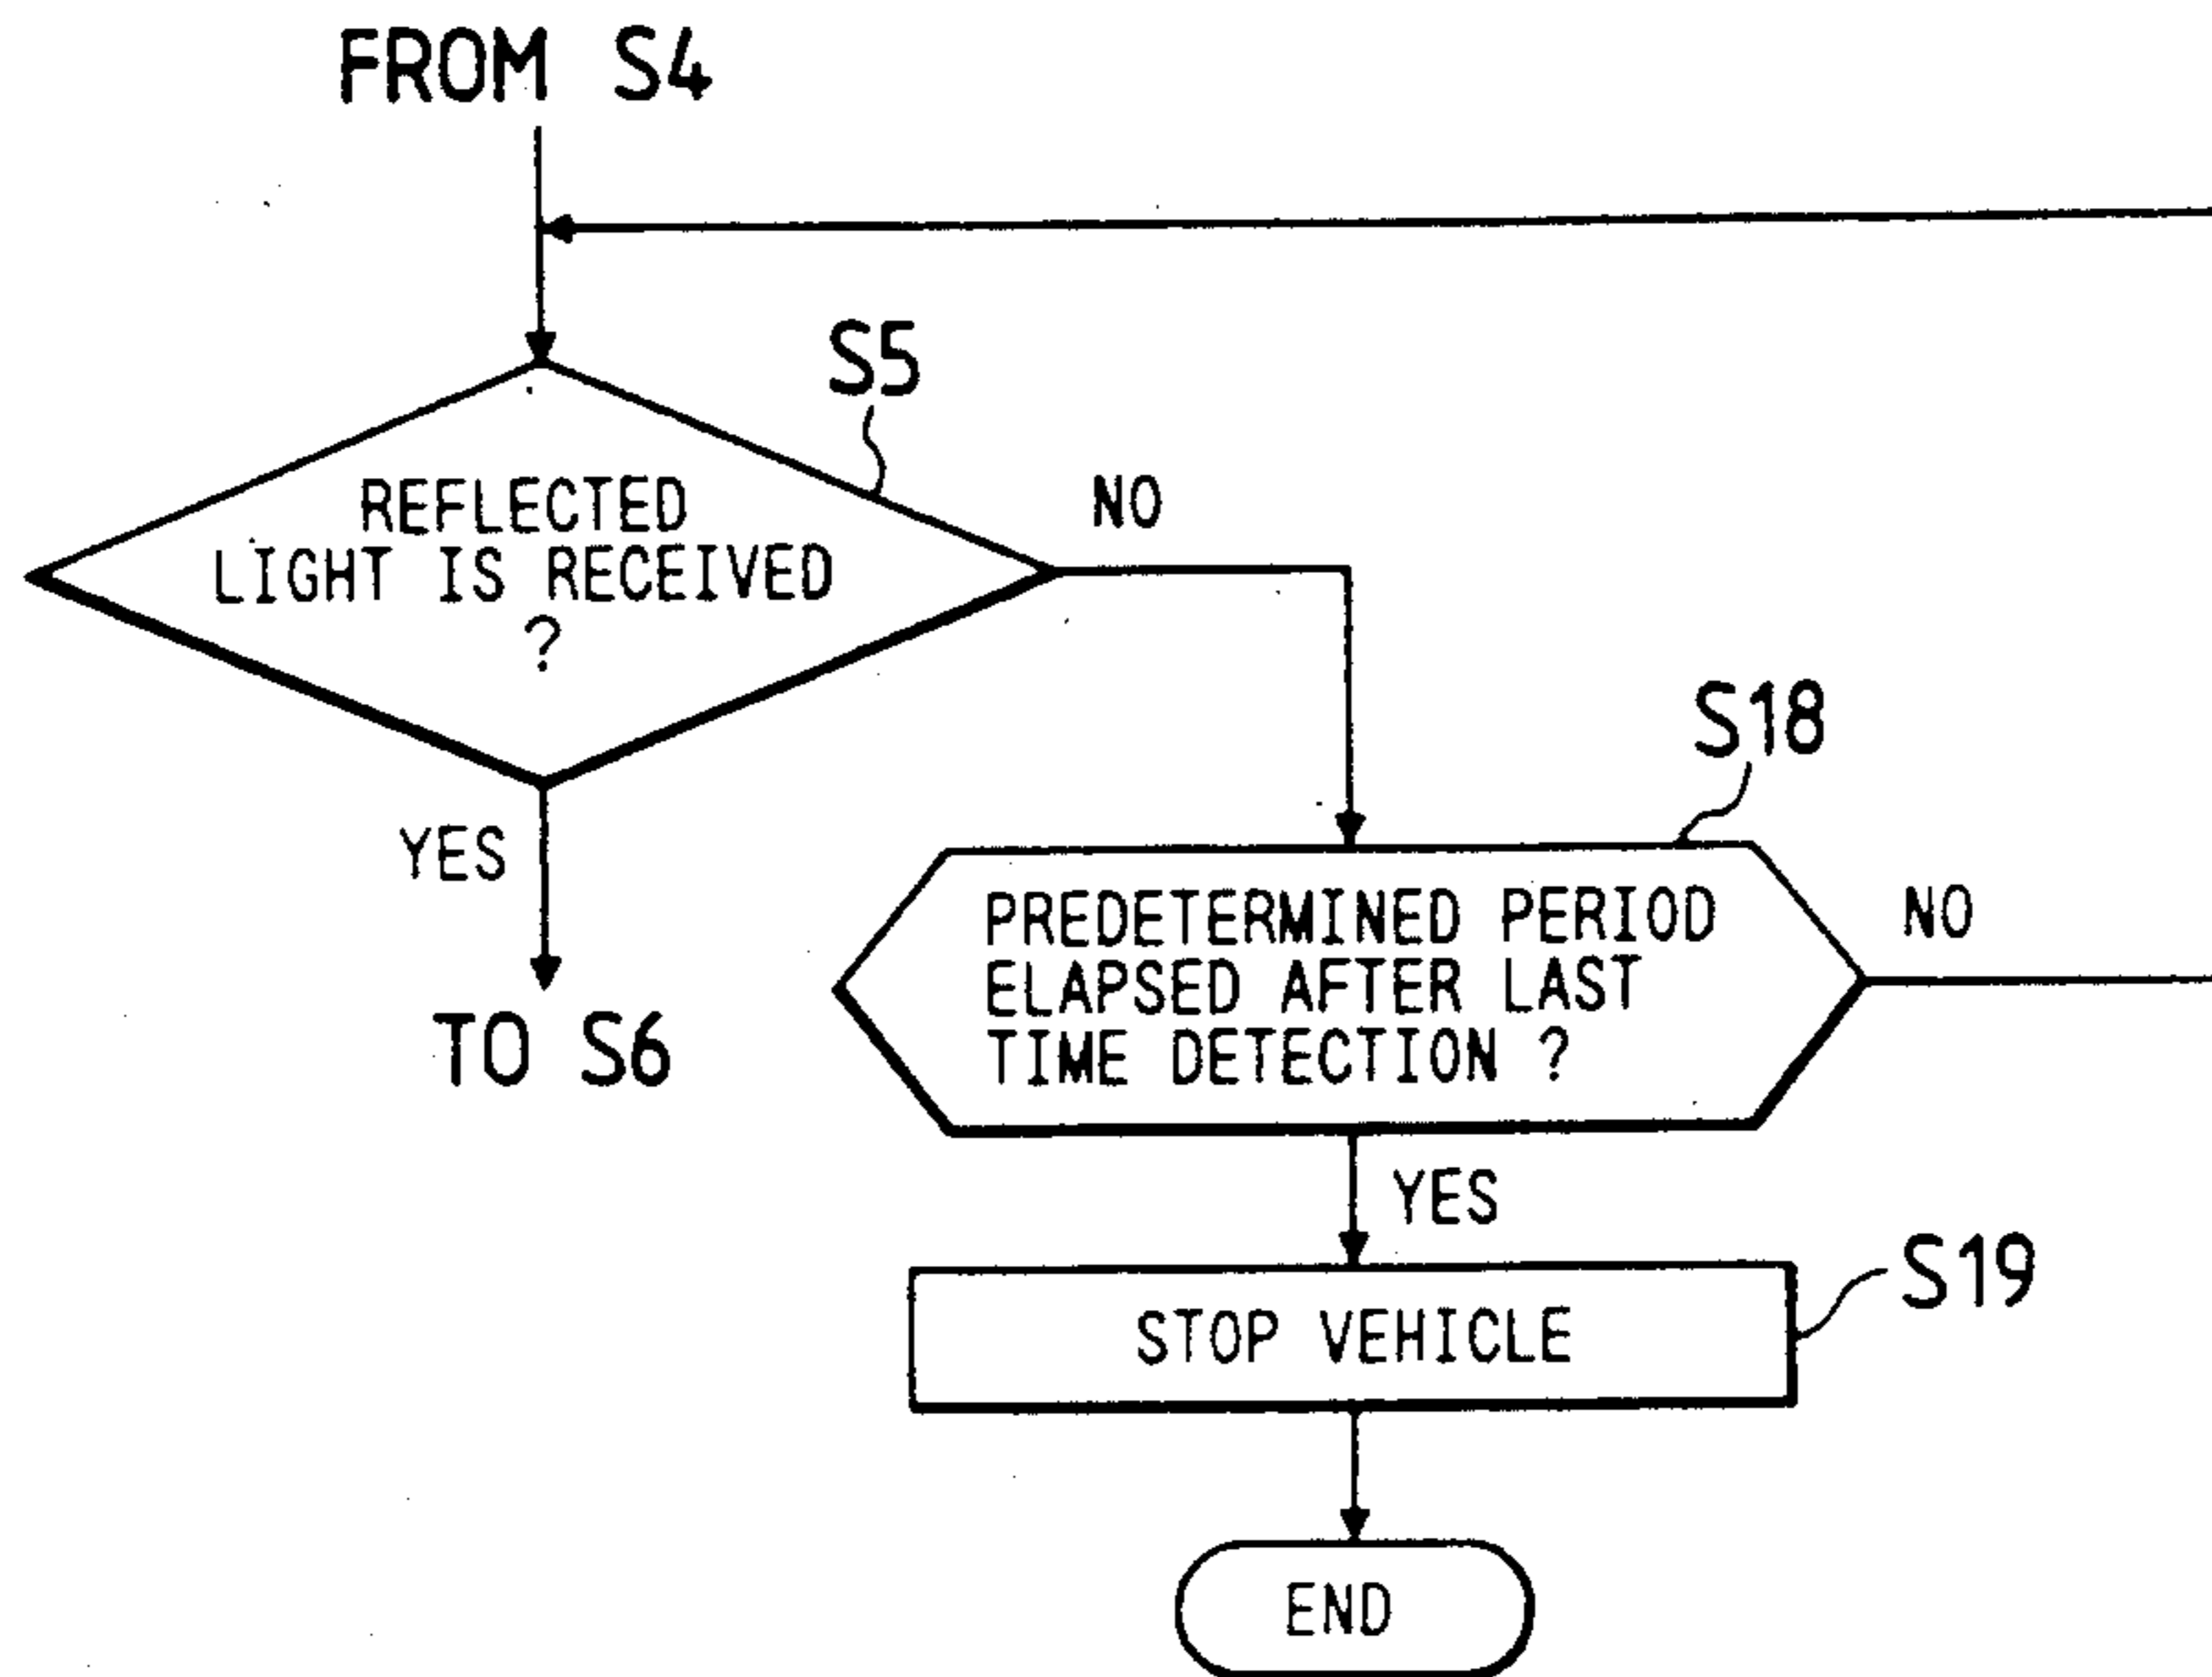 FROM S4
S5
REFLECTED
LIGHT IS RECEIVED
?
NO
YES
TO S6
S18
PREDETERMINED PERIOD
ELAPSED AFTER LAST
TIME DETECTION ?
NO
YES
STOP VEHICLE
S19
END